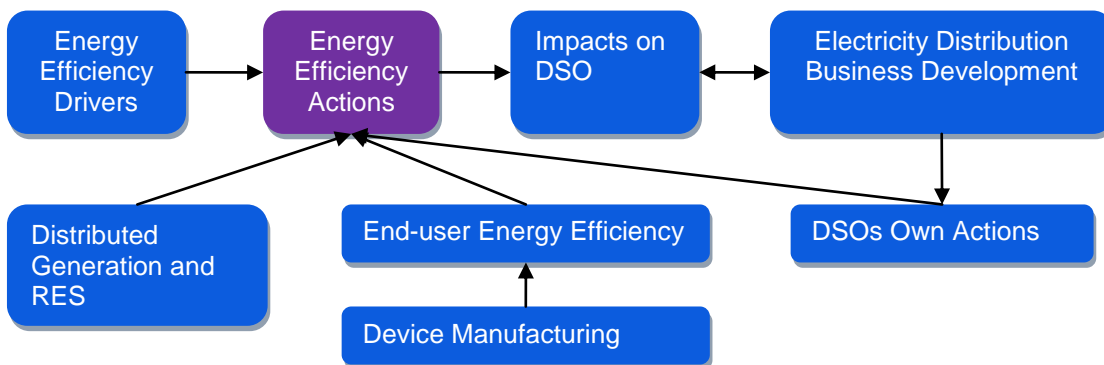 Energy
Efficiency
Drivers
Energy
Efficiency
Actions
Impacts on
DSO
Electricity Distribution
Business Development
Distributed
Generation and
RES
End-user Energy Efficiency
DSOs Own Actions
Device Manufacturing